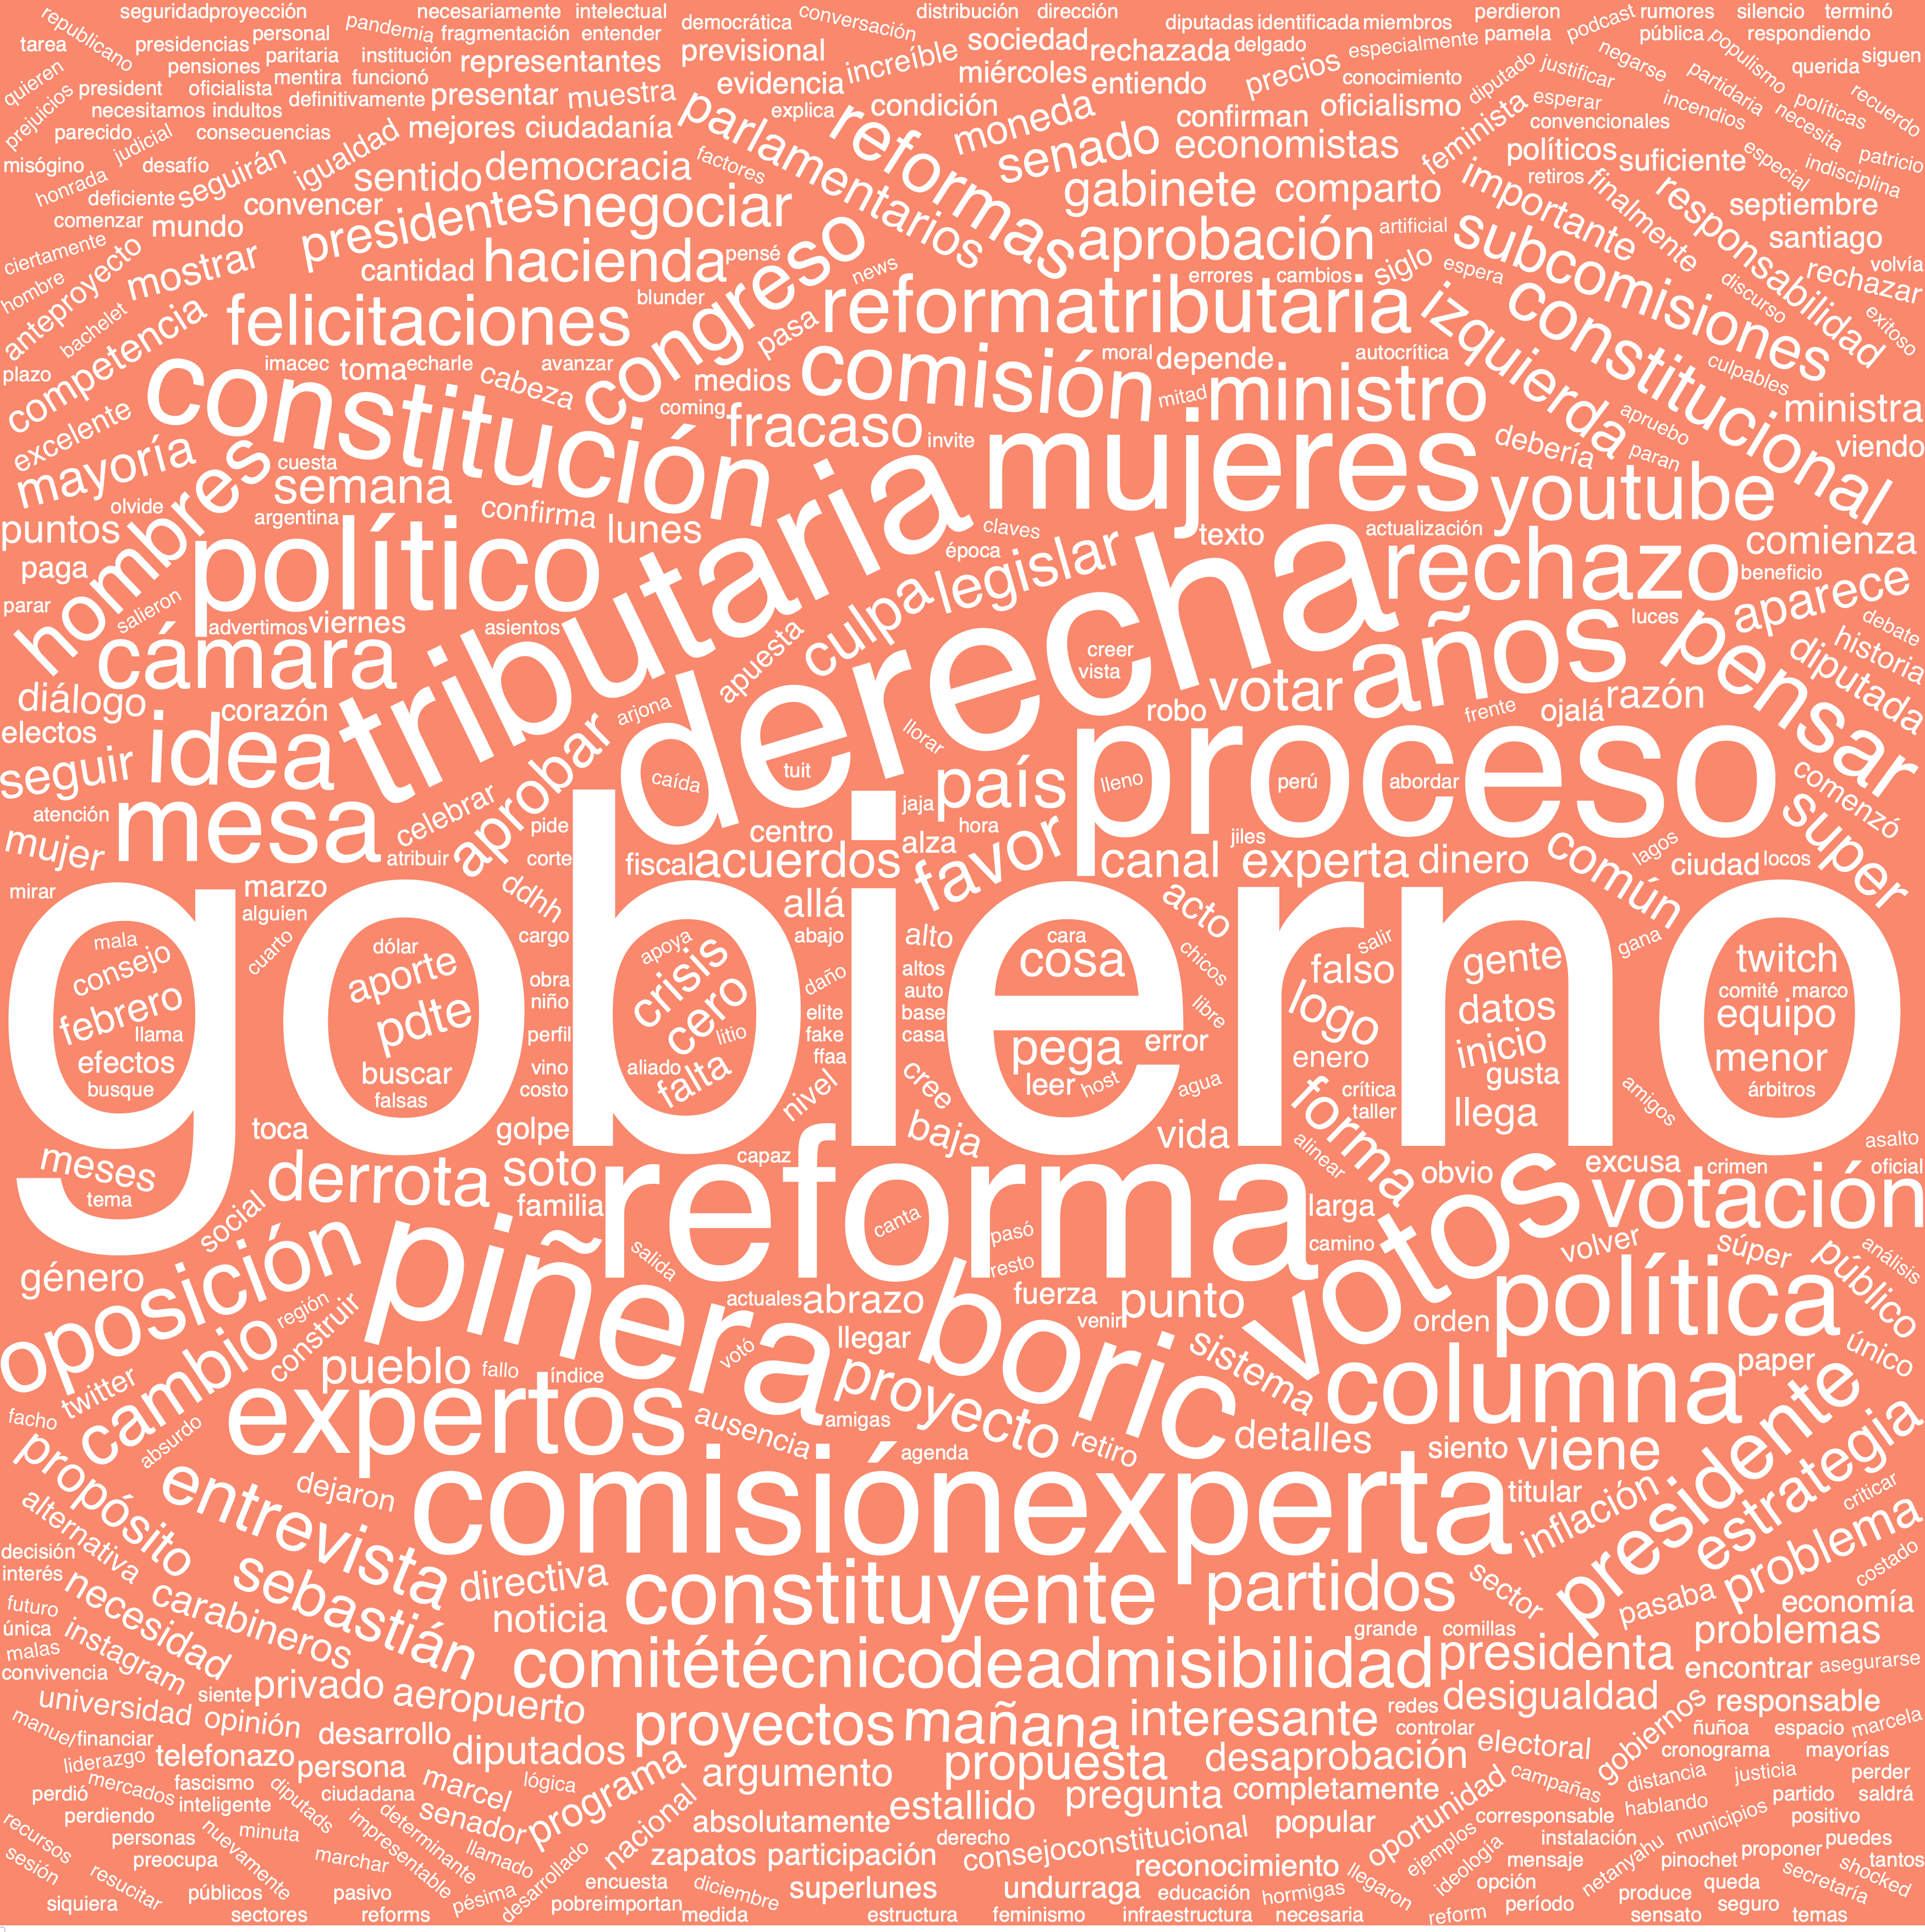 republicano
seguridad
proyección
necesariamente
intelectual
democrática
conversación
distribución
dirección
diputadas
identificada
miembros
perdieron
podcast
rumores
silencio
terminó
tarea
presidencias
personal
pandemia
fragmentación
entender
previsional
sociedad
rechazada
delgado
especialmente
pamela
pública
populismo
respondiendo
quieren
pensiones
paritaria
institución
representantes
evidencia
increíble
miércoles
entiendo
precios
conocimiento
diputado
justificar
negarse
partidaria
querida
siguen
prejuicios
president
oficialista
mentira
funcionó
necesitamos
indultos
definitivamente
presentar
muestra
parlamentarios
explica
condición
reformas
moneda
confirman
oficialismo
feminista
esperar
incendios
necesita
políticas
recuerdo
parecido
judicial
consecuencias
mejores
ciudadanía
senado
economistas
convencionales
misógino
desafío
seguirán
igualdad
sentido
democracia
factores
gabinete
comparto
políticos
suficiente
especial
indisciplina
patricio
honrada
deficiente
convencer
presidentes
negociar
importante
retiros
finalmente
responsabilidad
septiembre
comenzar
mundo
ciertamente
anteproyecto
mostrar
cantidad
hacienda
pensé
congreso
aprobación
artificial
subcomisiones
santiago
hombre
bachelet
competencia
felicitaciones
blunder
news
errores
cambios
siglo
espera
discurso
rechazar
volvía
exitoso
reformatributaria
izquierda
constitucional
plazo
imacec
toma
echarle
avanzar
pasa
comisión
moral
depende
autocrítica
culpables
excelente
constitución
cabeza
medios
mitad
ministro
apruebo
ministra
mayoría
hombres
cuesta
coming
fracaso
invite
mujeres
debería
paran
viendo
olvide
semana
tributaria
youtube
puntos
argentina
confirma
lunes
claves
texto
actualización
paga
político
época
legislar
derecha
rechazo
comienza
beneficio
parar
salieron
advertimos
viernes
asientos
apuesta
culpa
años
luces
pensar
aparece
debate
cámara
creer
vista
historia
diálogo
corazón
arjona
votar
diputada
electos
idea
aprobar
llorar
robo
frente
ojalá
razón
seguir
caída
tuit
país
lleno
proceso
perú
abordar
comenzó
atención
mesa
celebrar
pide
jaja
super
mujer
atribuir
corte
centro
alza
hora
favor
jiles
común
lagos
fiscal
acuerdos
canal
experta
dinero
ciudad
locos
mirar
marzo
ddhh
allá
acto
gobierno
alguien
mala
consejo
cuarto
dólar
aporte
cargo
apoya
crisis
abajo
alto
cara
cosa
chicos
salir
falso
gente
gana
twitch
febrero
obra
daño
altos
comité
marco
llama
pdte
niño
cero
elite
auto
base
libre
logo
datos
equipo
perfil
litio
fake
casa
pega
error
inicio
efectos
buscar
vino
aliado
falta
ffaa
enero
menor
busque
falsas
costo
nivel
cree
leer
host
agua
forma
crítica
gusta
amigos
árbitros
taller
llega
toca
golpe
baja
vida
alinear
asalto
meses
derrota
soto
capaz
reforma
obvio
excusa
crimen
oficial
tema
social
familia
canta
pasó
larga
votos
votación
oposición
piñera
salida
resto
camino
volver
súper
público
análisis
género
región
actuales
abrazo
boric
fuerza
punto
política
cambio
construir
venir
orden
único
pueblo
fallo
índice
votó
llegar
sistema
paper
twitter
proyecto
columna
presidente
facho
absurdo
expertos
ausencia
amigas
agenda
retiro
detalles
estrategia
propósito
entrevista
siento
viene
dejaron
comisiónexperta
titular
inflación
criticar
alternativa
problema
decisión
interés
sebastián
directiva
constituyente
partidos
sector
pasaba
costado
necesidad
carabineros
noticia
economía
futuro
única
instagram
grande
comillas
problemas
malas
comitétécnicodeadmisibilidad
presidenta
convivencia
encontrar
asegurarse
universidad
siente
privado
aeropuerto
redes
desigualdad
responsable
opinión
desarrollo
proyectos
mañana
interesante
controlar
gobiernos
ñuñoa
espacio
marcela
manuel
financiar
liderazgo
telefonazo
persona
diputados
electoral
cronograma
mayorías
mercados
fascismo
marcel
lógica
programa
argumento
propuesta
desaprobación
distancia
justicia
perder
perdió
inteligente
diputads
ciudadana
senador
nacional
estallido
pregunta
completamente
oportunidad
campañas
hablando
partido
saldrá
perdiendo
determinante
absolutamente
popular
corresponsable
municipios
positivo
recursos
personas
nuevamente
minuta
impresentable
llamado
derecho
consejoconstitucional
ejemplos
instalación
proponer
puedes
sesión
preocupa
marchar
desarrollado
zapatos
participación
reconocimiento
llegaron
ideología
mensaje
netanyahu
pinochet
shocked
tantos
resucitar
pésima
encuesta
diciembre
superlunes
undurraga
educación
hormigas
opción
queda
secretaría
siquiera
públicos
pasivo
pobreimportan
produce
período
seguro
sectores
reforms
medida
estructura
feminismo
infraestructura
necesaria
reform
sensato
temas